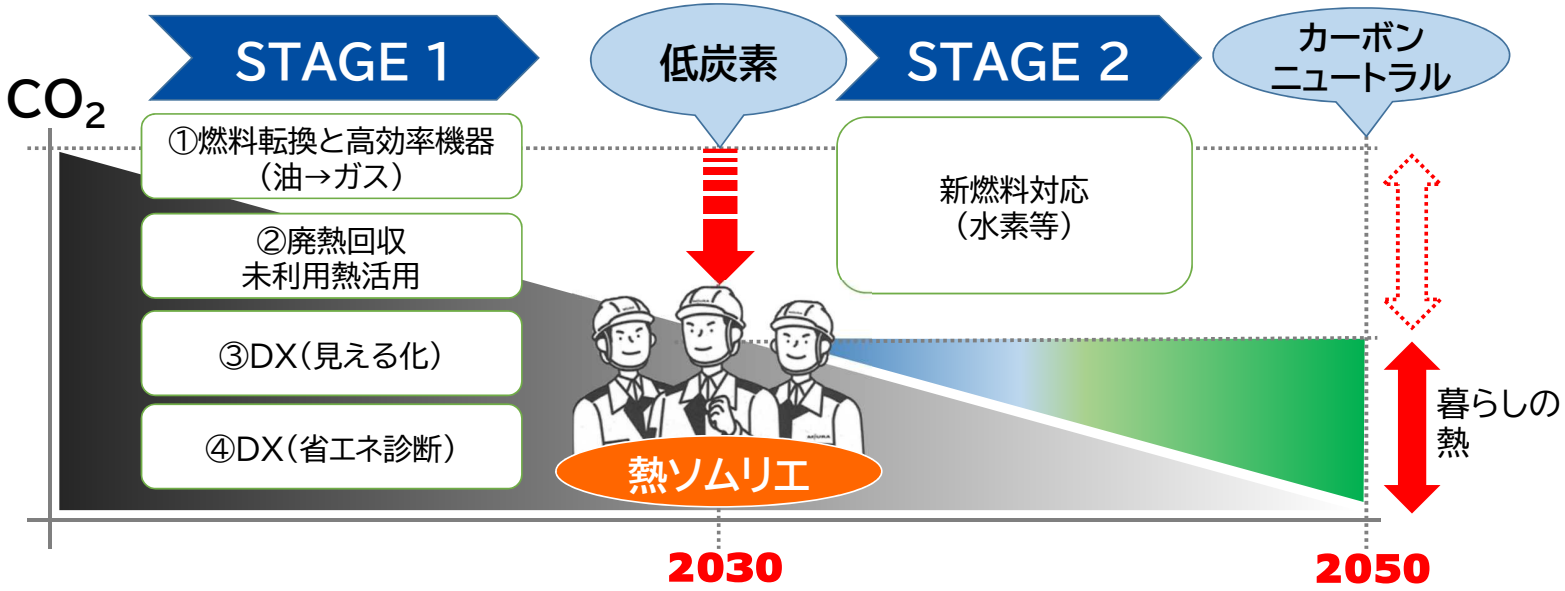 STAGE 1
低炭素
STAGE 2
カーボン
ニュートラル
CO₂
①燃料転換と高効率機器
（油→ガス）
②廃熱回収
未利用熱活用
③DX（見える化）
④DX（省エネ診断）
新燃料対応
（水素等）
暮らしの
熱
MIURA
熱ソムリエ
2030
2050